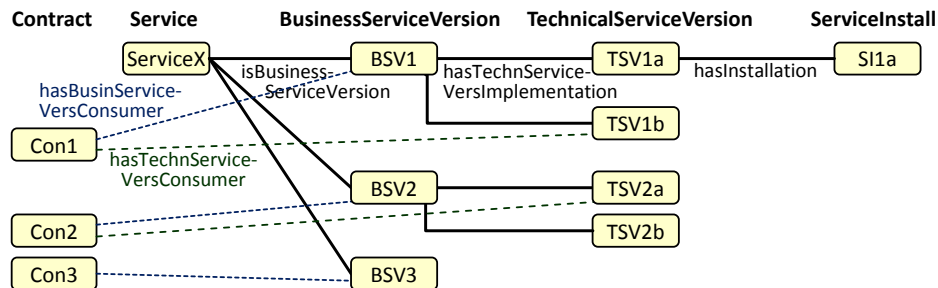 Contract Service BusinessServiceVersion TechnicalServiceVersion ServiceInstall
ServiceX BSV1 TSV1a SI1a
isBusiness-
ServiceVersion
hasTechnService-
VersImplementation
hasInstallation
hasBusinService-
VersConsumer
TSV1b
Con1
hasTechnService-
VersConsumer
BSV2 TSV2a
Con2 TSV2b
Con3 BSV3